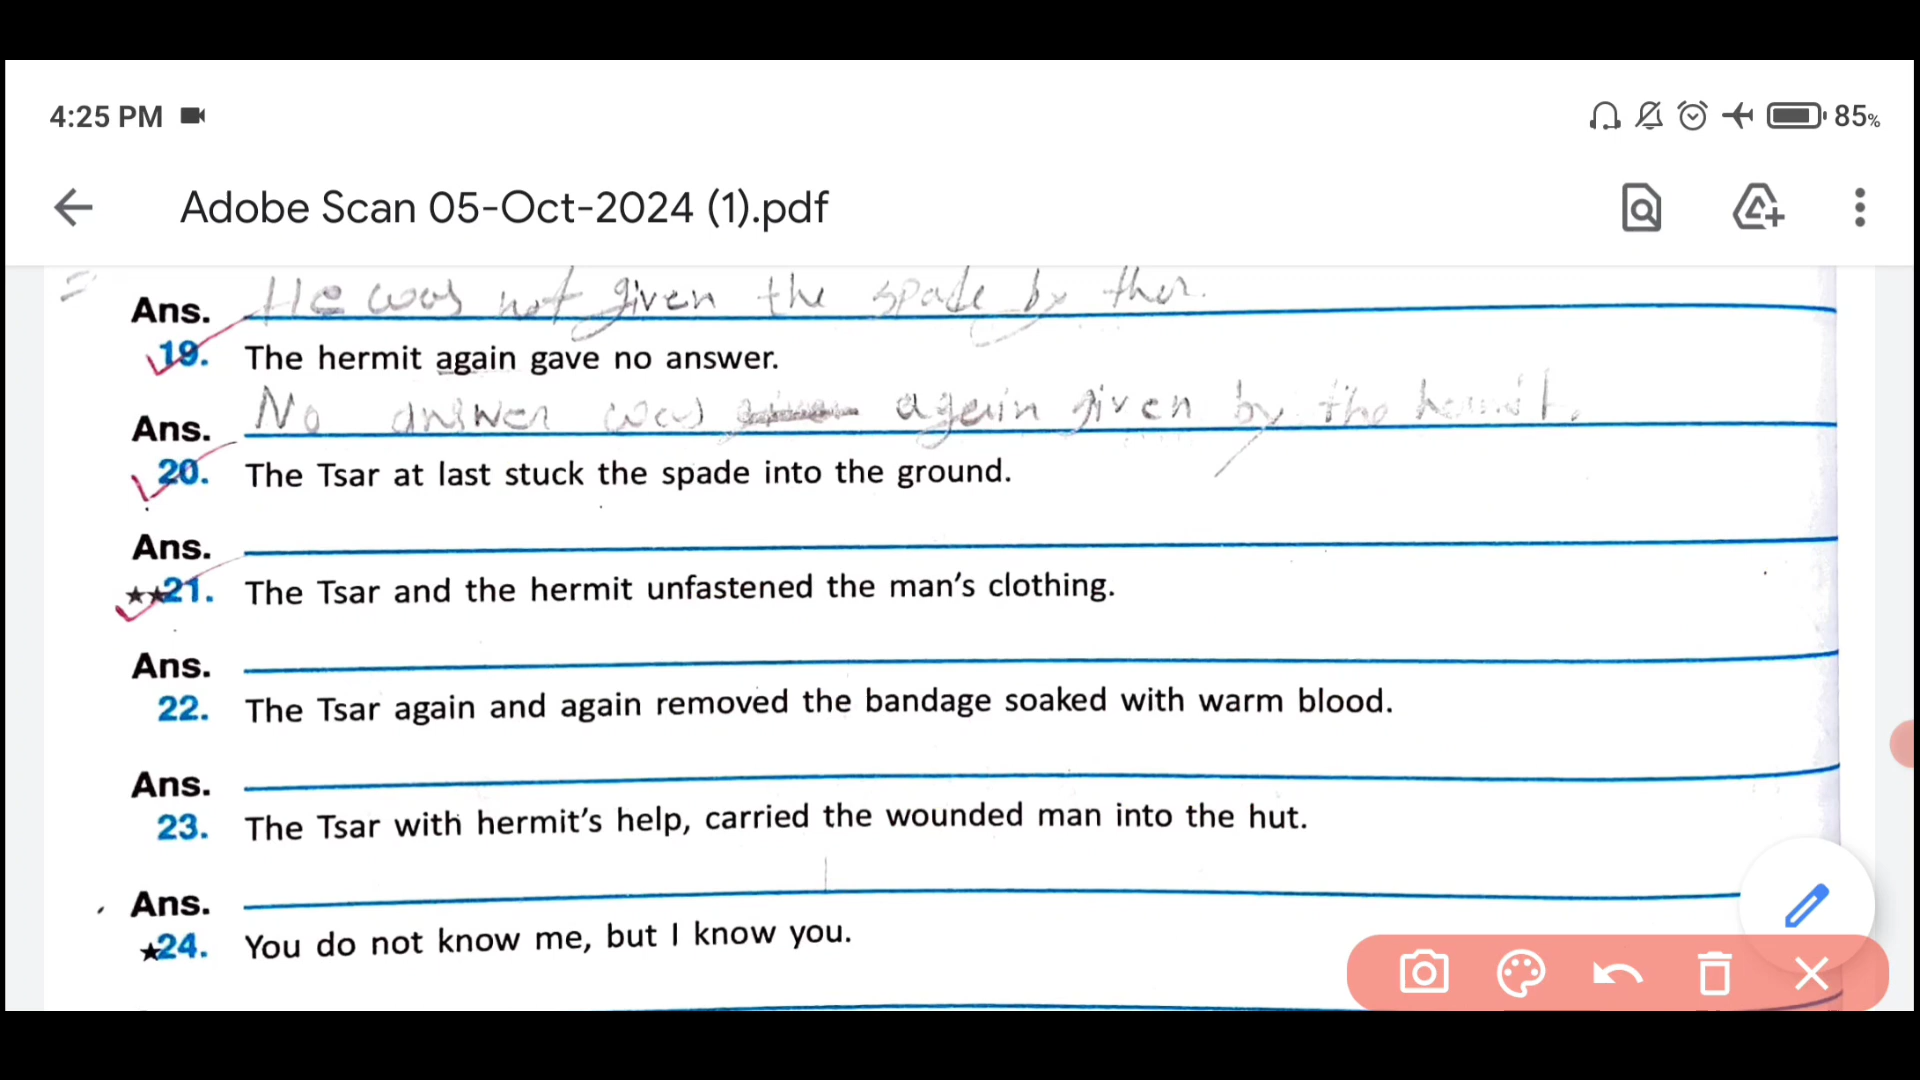 4:25 PM 85%
Adobe Scan 05-Oct-2024 (1).pdf
Ans. He was not given the spade by
19. The hermit again gave no answer.
Ans. No answer was again given by the hermit.
20. The Tsar at last stuck the spade into the ground.
Ans.
★★21. The Tsar and the hermit unfastened the man's clothing.
Ans.
22. The Tsar again and again removed the bandage soaked with warm blood.
Ans.
23. The Tsar with hermit's help, carried the wounded man into the hut.
Ans.
★24. You do not know me, but I know you.